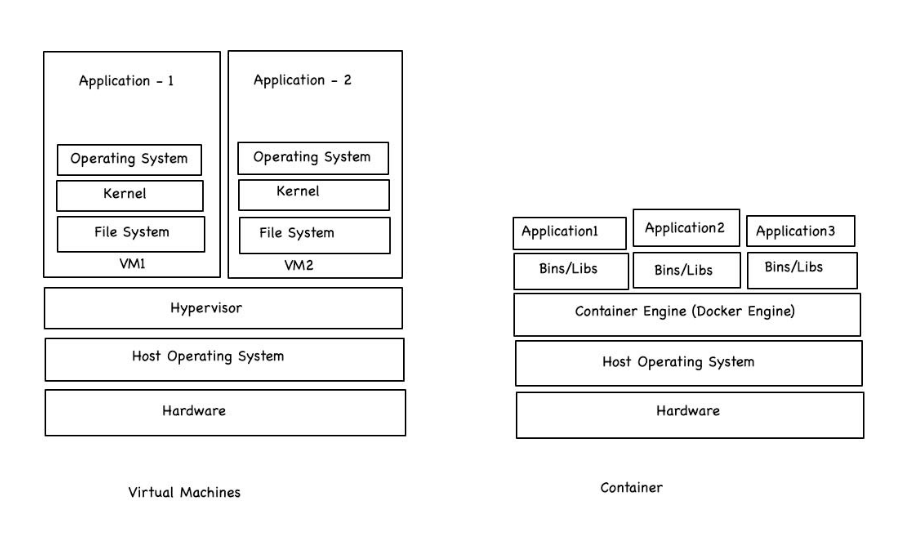 Application - 1
Operating System
Kernel
File System
VM1
Application - 2
Operating System
Kernel
File System
VM2
Hypervisor
Host Operating System
Hardware
Virtual Machines
Application1
Application2
Application3
Bins/Libs
Bins/Libs
Bins/Libs
Container Engine (Docker Engine)
Host Operating System
Hardware
Container